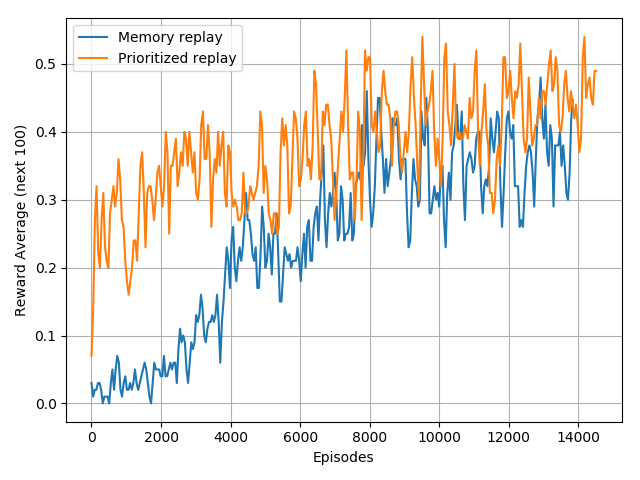 Memory replay
Prioritized replay
Reward Average (next 100)
0.5
0.4
0.3
0.2
0.1
0.0
0 2000 4000 6000 8000 10000 12000 14000
Episodes